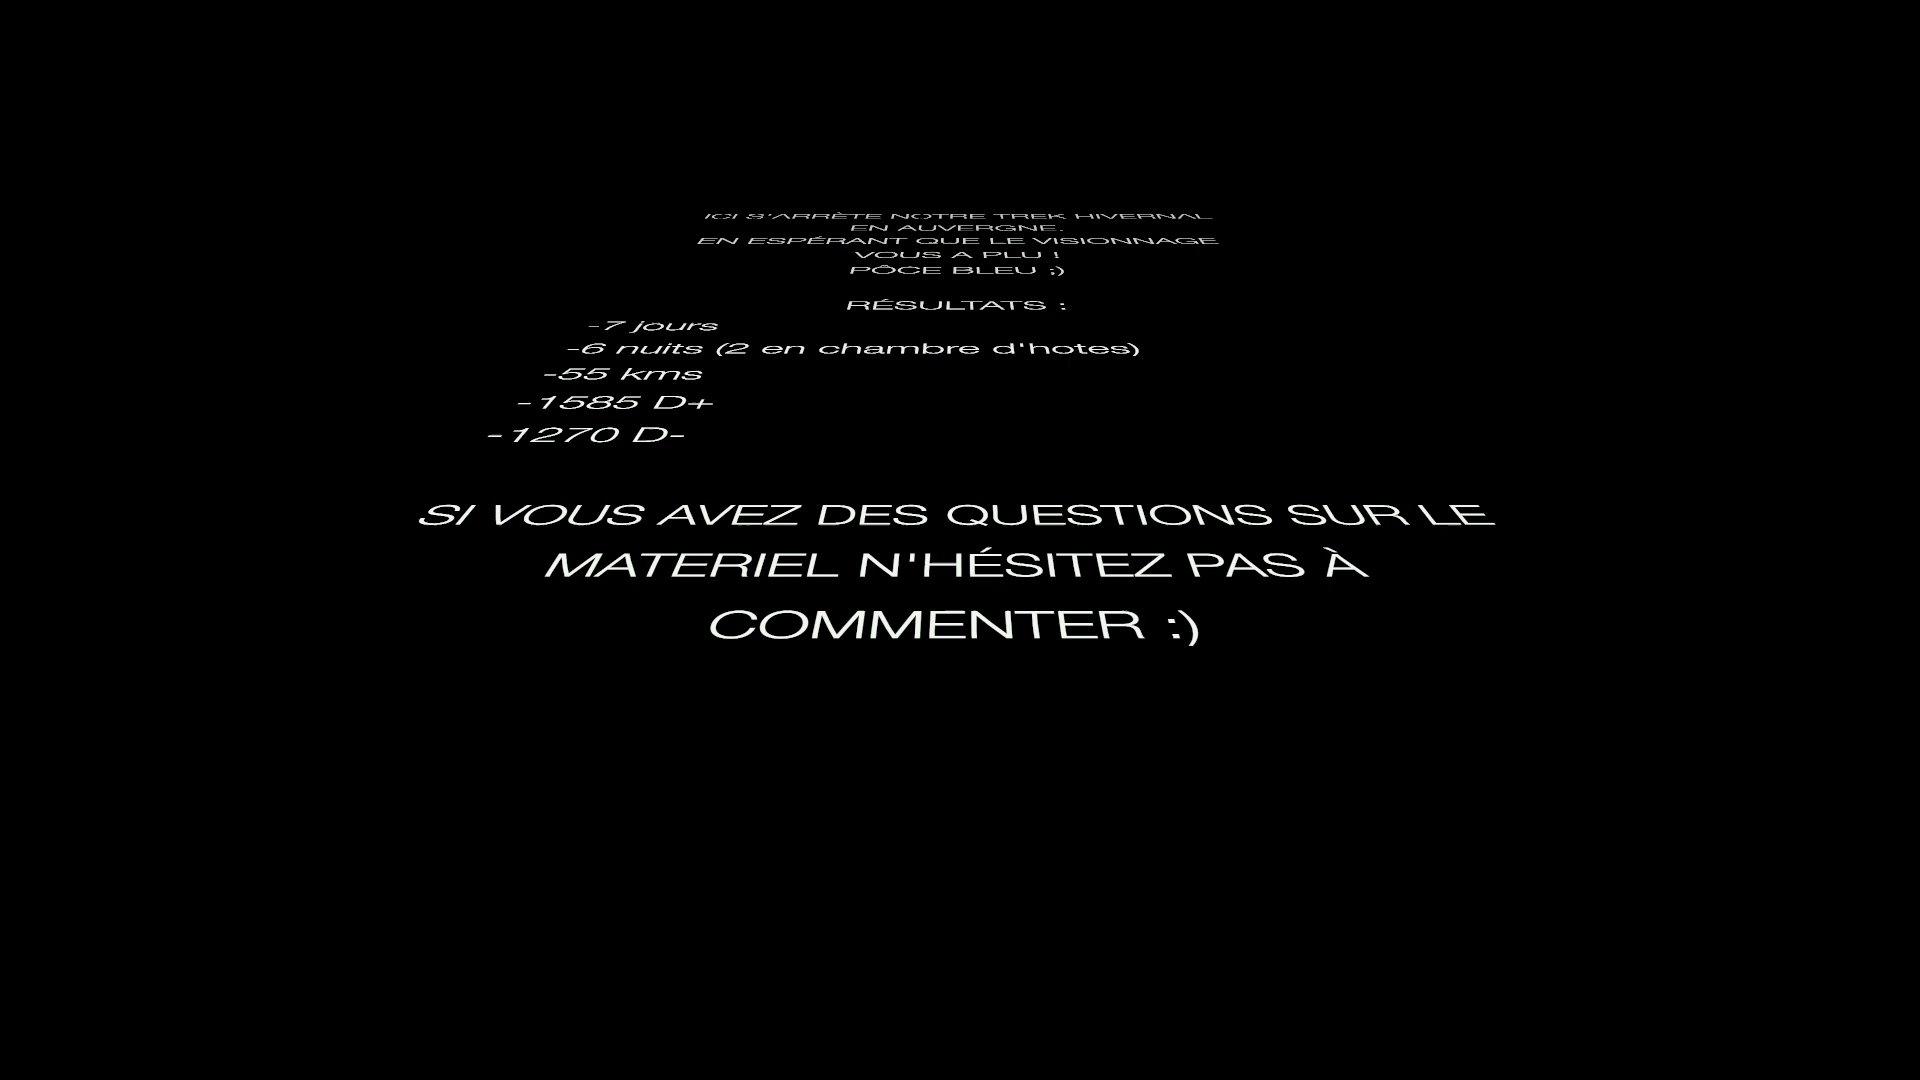 ICI S'ARRÈTE NOTRE TREK HIVERNAL
EN AUVERGNE.
EN ESPÉRANT QUE LE VISIONNAGE
VOUS A PLU !
PÔCE BLEU ;)
RÉSULTATS :
-7 jours
-6 nuits (2 en chambre d'hotes)
-55 kms
-1585 D+
-1270 D-
SI VOUS AVEZ DES QUESTIONS SUR LE
MATERIEL N'HÉSITEZ PAS À
COMMENTER :)